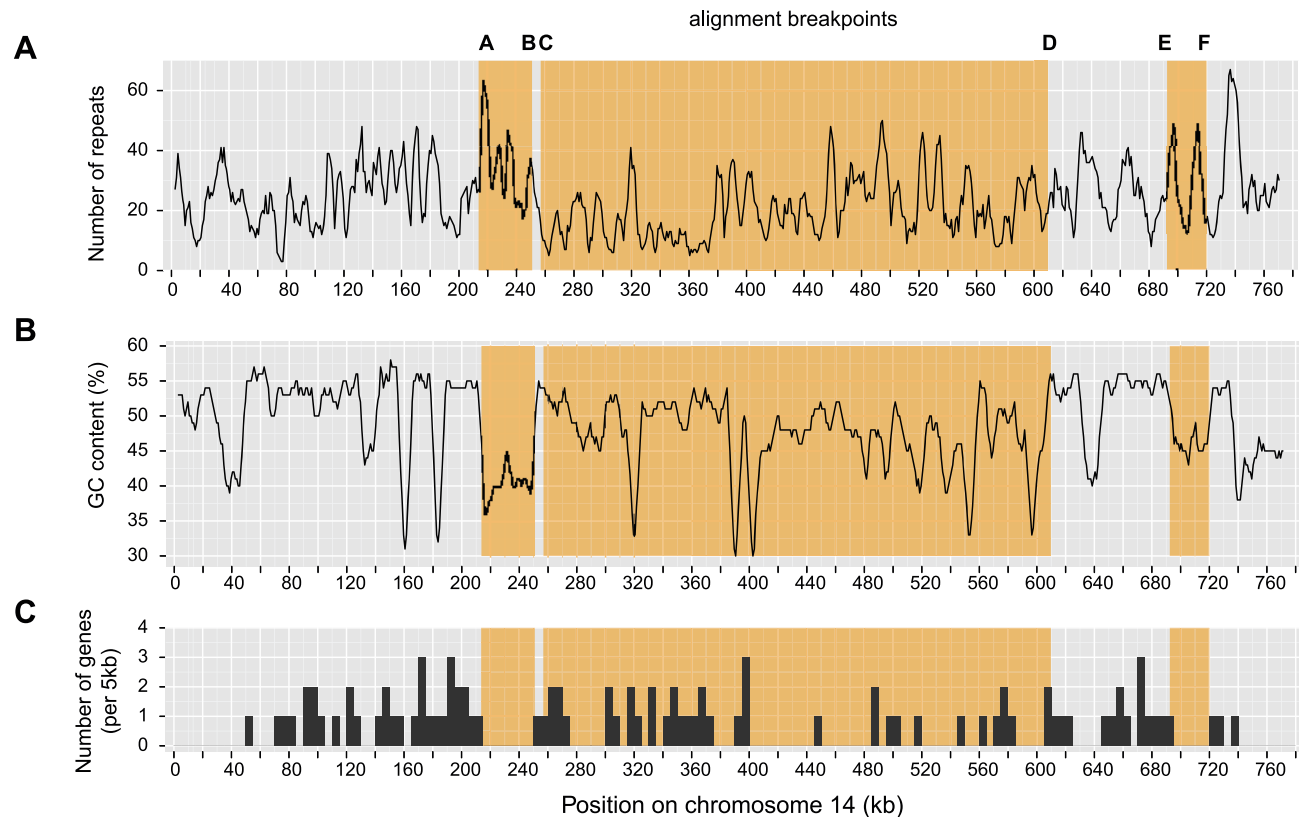 alignment breakpoints
A
A B C D E F
Number of repeats
60
40
20
0
0 40 80 120 160 200 240 280 320 360 400 440 480 520 560 600 640 680 720 760
B
GC content (%)
60
55
50
45
40
35
30
0 40 80 120 160 200 240 280 320 360 400 440 480 520 560 600 640 680 720 760
C
Number of genes
(per 5kb)
4
3
2
1
0
0 40 80 120 160 200 240 280 320 360 400 440 480 520 560 600 640 680 720 760
Position on chromosome 14 (kb)